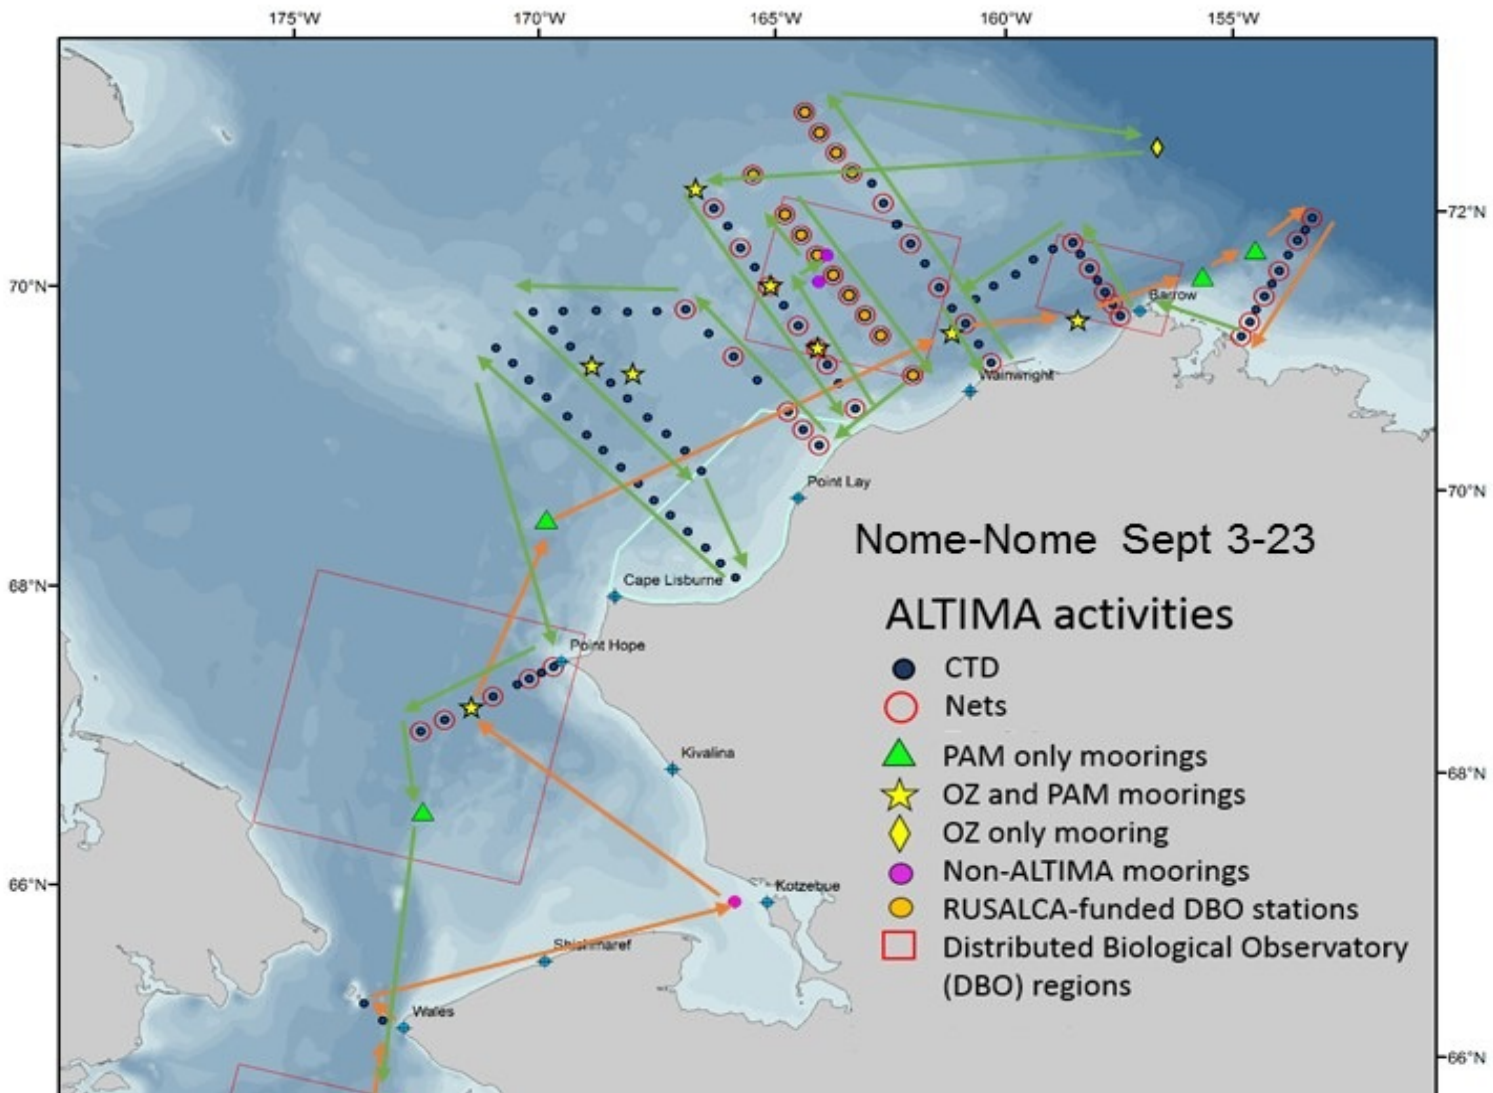 175°W
170°W
165°W
160°W
155°W
72°N
70°N
Barrow
Wainwright
Point Lay
70°N
Nome-Nome Sept 3-23
68°N
Cape Lisburne
ALTIMA activities
Point Hope
CTD
Nets
Kivalina
PAM only moorings
68°N
OZ and PAM moorings
OZ only mooring
Non-ALTIMA moorings
66°N
Kotzebue
RUSALCA-funded DBO stations
Shishmaref
Distributed Biological Observatory
(DBO) regions
Wales
66°N